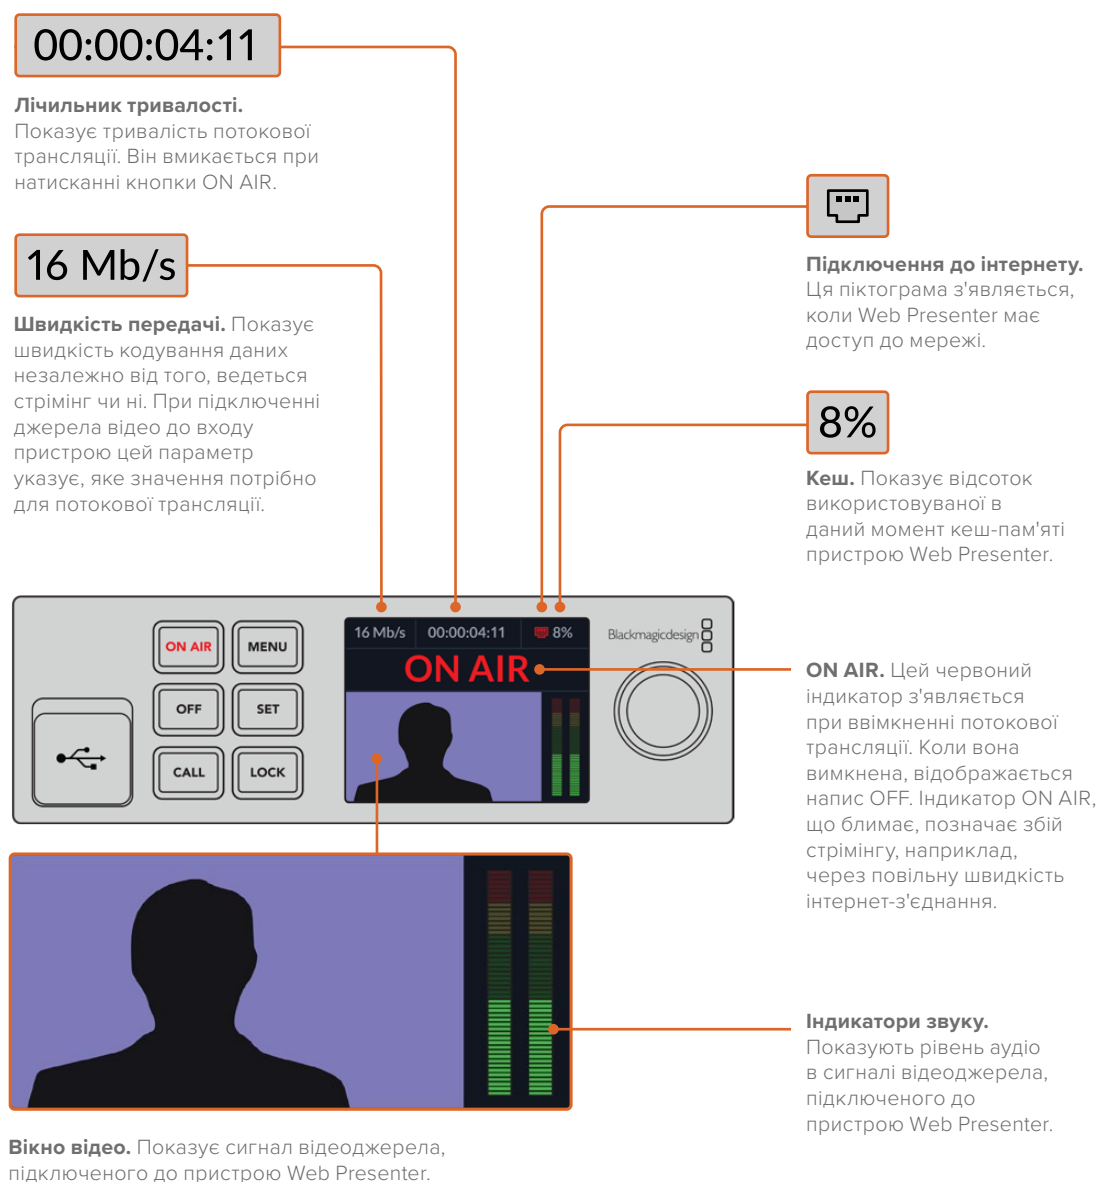 00:00:04:11
Лічильник тривалості.
Показує тривалість потокової
трансляції. Він вмикається при
натисканні кнопки ON AIR.
16 Mb/s
Швидкість передачі. Показує
швидкість кодування даних
незалежно від того, ведеться
стрімінг чи ні. При підключенні
джерела відео до входу
пристрою цей параметр
указує, яке значення потрібно
для потокової трансляції.
Підключення до інтернету.
Ця піктограма з'являється,
коли Web Presenter має
доступ до мережі.
8%
Кеш. Показує відсоток
використовуваної в
даний момент кеш-пам'яті
пристрою Web Presenter.
ON AIR
MENU
OFF
SET
CALL
LOCK
16 Mb/s 00:00:04:11 8%
ON AIR
Blackmagicdesign
ON AIR. Цей червоний
індикатор з'являється
при ввімкненні потокової
трансляції. Коли вона
вимкнена, відображається
напис OFF. Індикатор ON AIR,
що блимає, позначає збій
стрімінгу, наприклад,
через повільну швидкість
інтернет-з'єднання.
Індикатори звуку.
Показують рівень аудіо
в сигналі відеоджерела,
підключеного до
пристрою Web Presenter.
Вікно відео. Показує сигнал відеоджерела,
підключеного до пристрою Web Presenter.